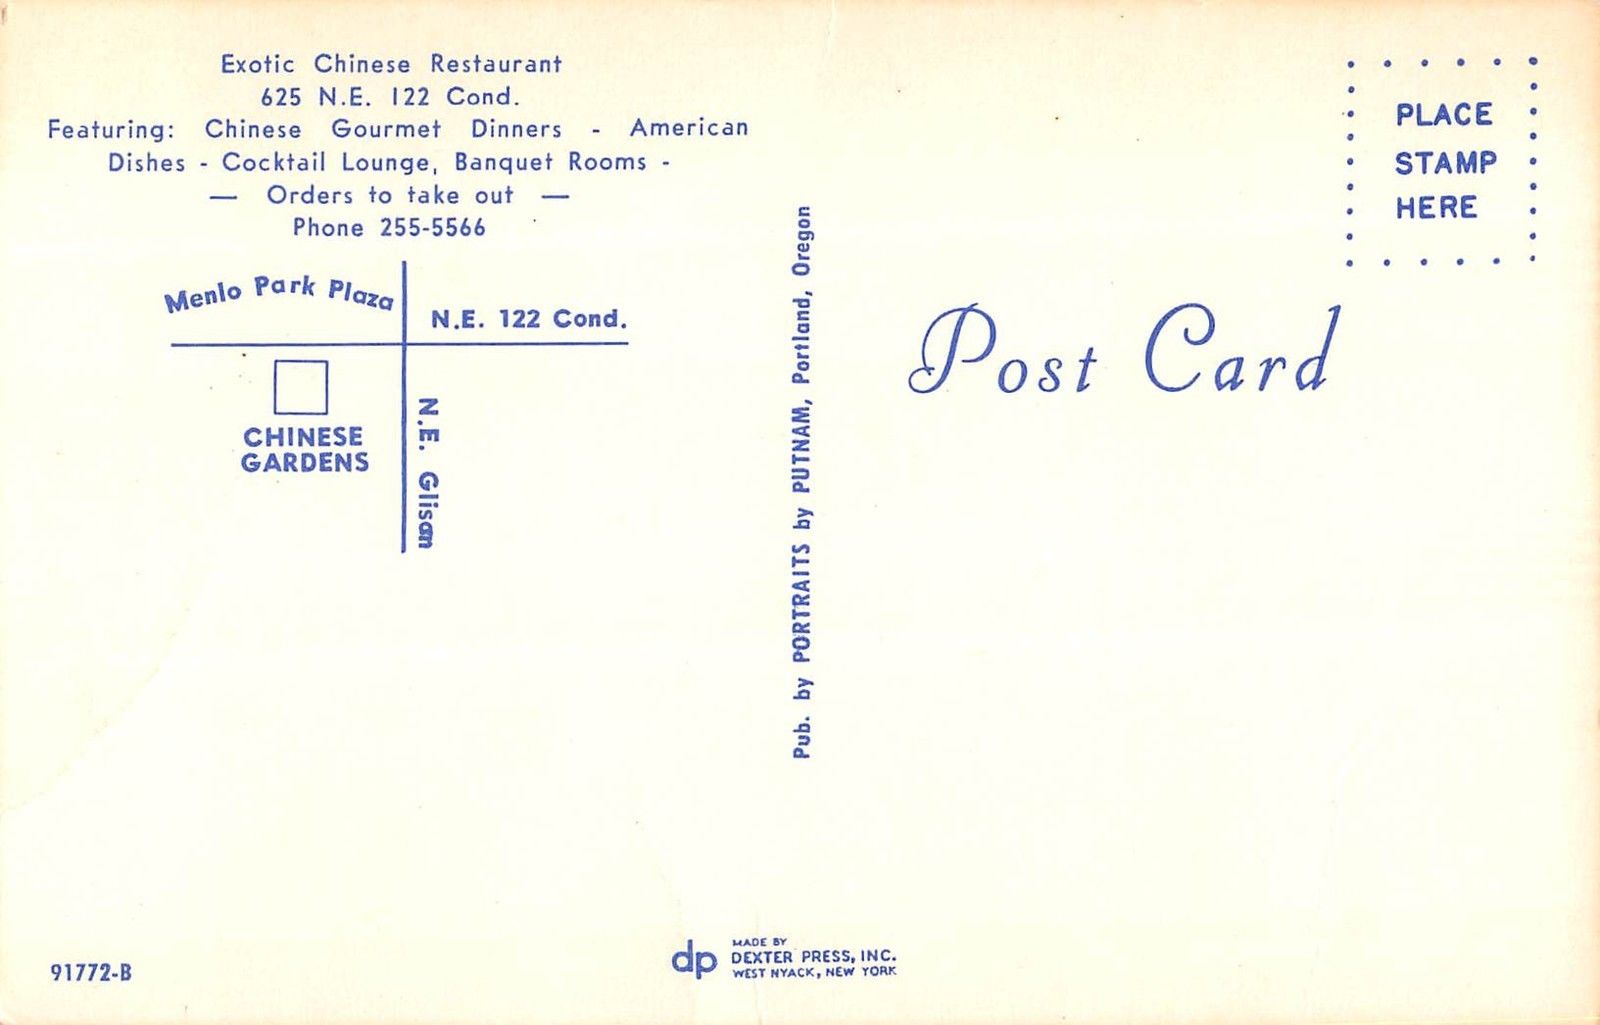 Exotic Chinese Restaurant
625 N.E. 122 Cond.
Featuring: Chinese Gourmet Dinners - American
Dishes - Cocktail Lounge, Banquet Rooms -
— Orders to take out —
Phone 255-5566
Menlo Park Plaza
N.E. 122 Cond.
CHINESE
GARDENS
N.E. Glisan
Pub. by PORTRAITS by PUTNAM, Portland, Oregon
PLACE
STAMP
HERE
Post Card
91772-B
dp
MADE BY
DEXTER PRESS, INC.
WEST NYACK, NEW YORK